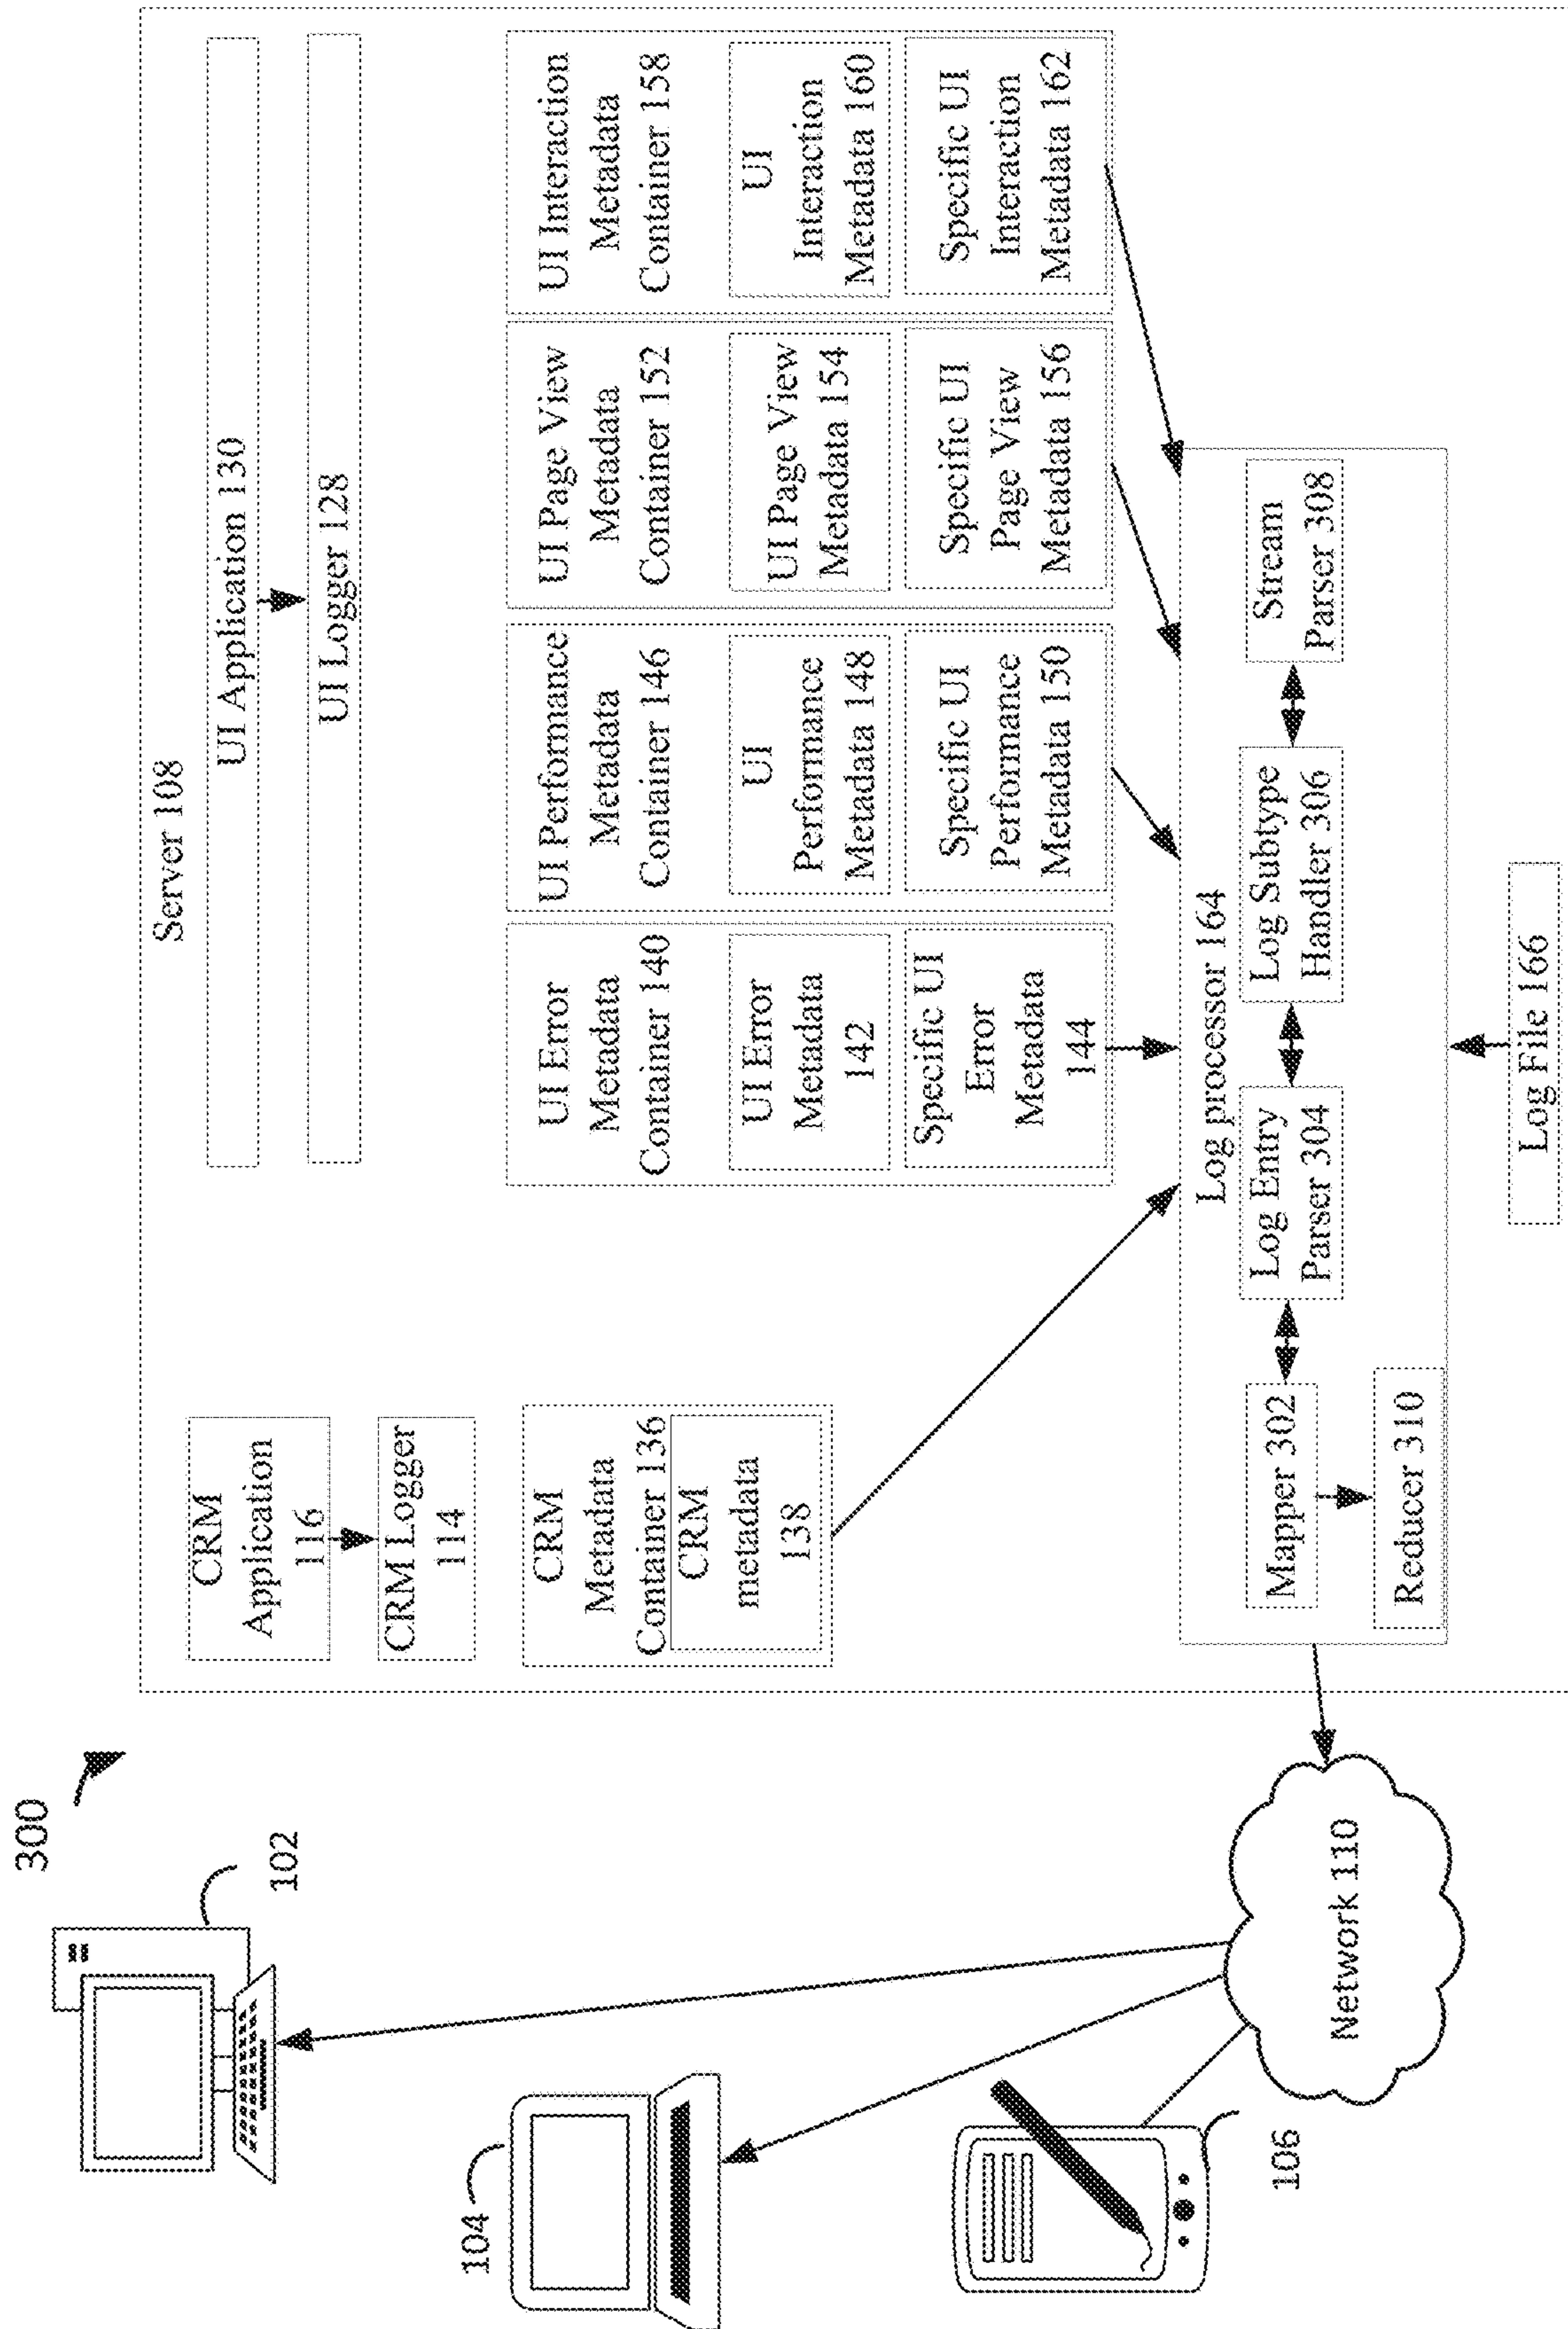 300
102
104
106
Network 110
Server 108
CRM
Application
116
CRM Logger
114
UI Application 130
UI Logger 128
CRM
Metadata
Container 136
CRM
metadata
138
UI Error
Metadata
Container 140
UI Error
Metadata
142
Specific UI
Error
Metadata
144
UI Performance
Metadata
Container 146
UI
Performance
Metadata 148
Specific UI
Performance
Metadata 150
UI Page View
Metadata
Container 152
UI Page View
Metadata 154
Specific UI
Page View
Metadata 156
UI Interaction
Metadata
Container 158
UI
Interaction
Metadata 160
Specific UI
Interaction
Metadata 162
Log processor 164
Mapper 302
Log Entry
Parser 304
Log Subtype
Handler 306
Stream
Parser 308
Reducer 310
Log File 166